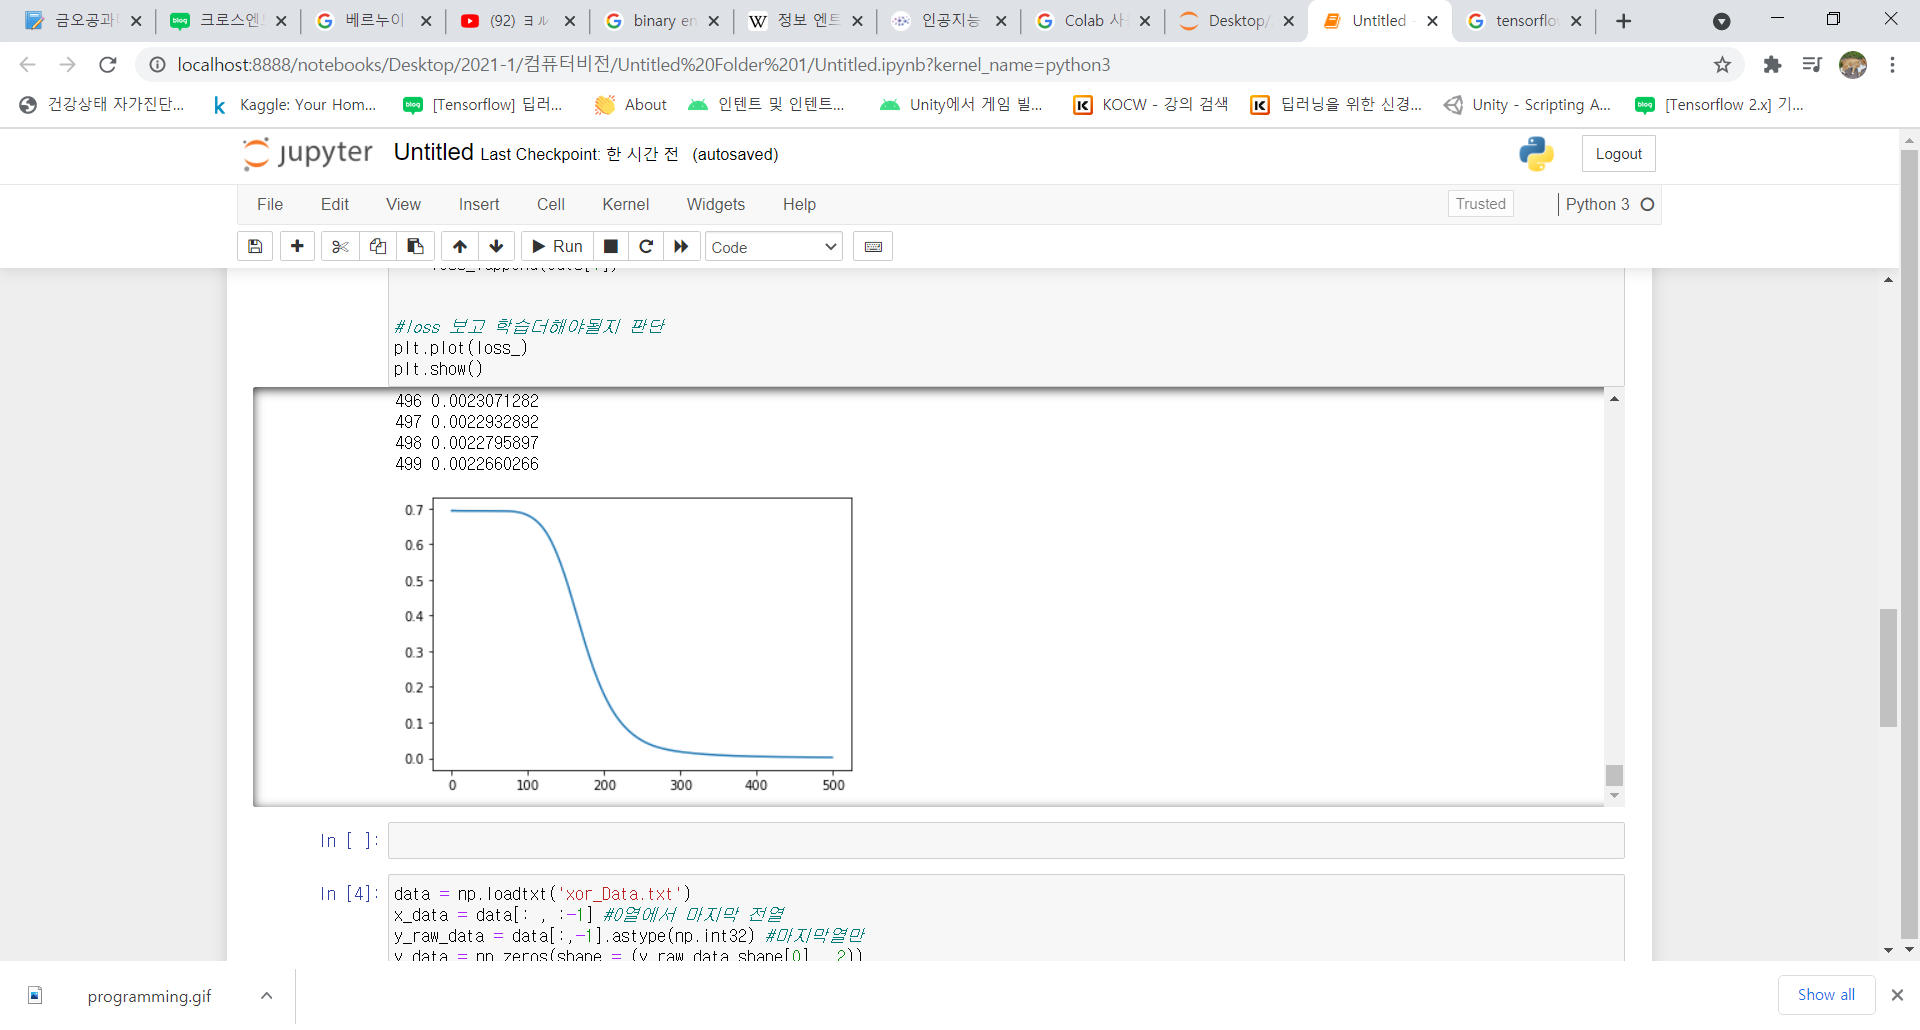 금오공과
크로스엔
베르누이
(92) ヨル
binary en
정보 엔트
인공지능
Colab 사
Desktop/
Untitled
tensorflo
localhost:8888/notebooks/Desktop/2021-1/컴퓨터비전/Untitled%20Folder%201/Untitled.ipynb?kernel_name=python3
건강상태 자가진단...
Kaggle: Your Hom...
[Tensorflow] 딥러...
About
인텐트 및 인텐트...
Unity에서 게임 빌...
KOCW - 강의 검색
딥러닝을 위한 신경...
Unity - Scripting A...
[Tensorflow 2.x] 기...
jupyter Untitled Last Checkpoint: 한 시간 전 (autosaved)
Logout
File Edit View Insert Cell Kernel Widgets Help
Trusted
Python 3
Run
Code
#loss 보고 학습더해야될지 판단
plt.plot(loss_)
plt.show()
496 0.0023071282
497 0.0022932892
498 0.0022795897
499 0.0022660266
0.7
0.6
0.5
0.4
0.3
0.2
0.1
0.0
0 100 200 300 400 500
In [ ]:
In [4]:
data = np.loadtxt('xor_Data.txt')
x_data = data[: , :-1] #0열에서 마지막 전열
y_raw_data = data[:,-1].astype(np.int32) #마지막열만
y_data = np.zeros(shape = (y_raw_data.shape[0] , 2))
programming.gif
Show all